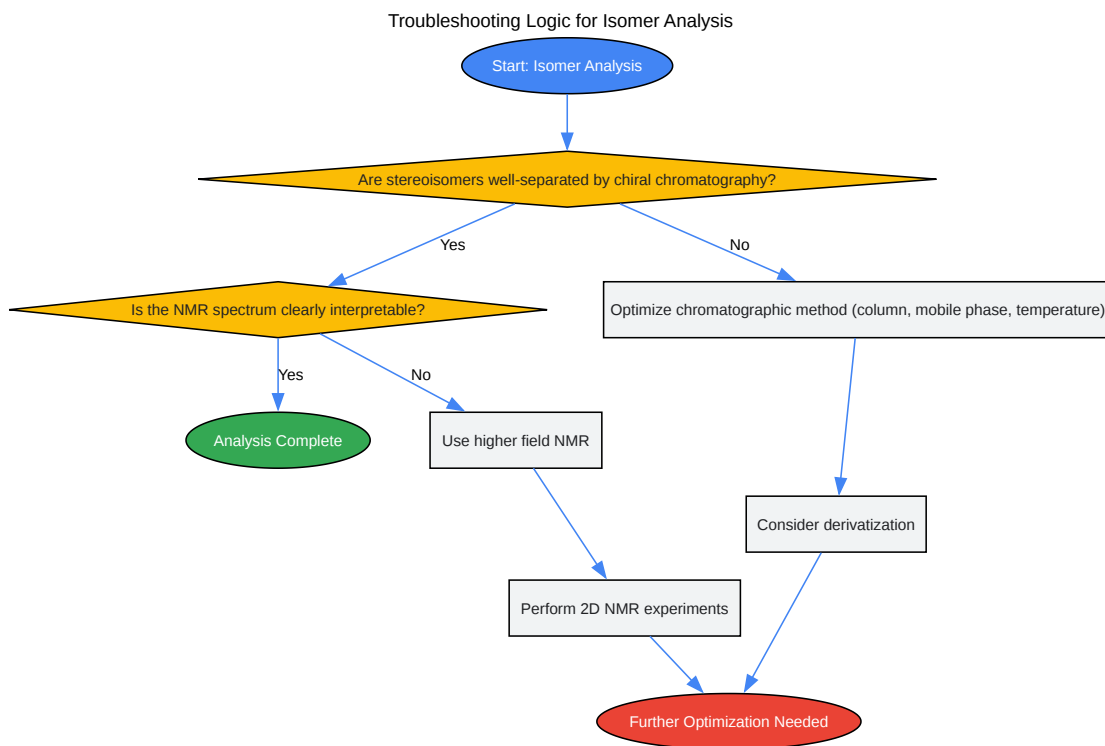 Troubleshooting Logic for Isomer Analysis
Start: Isomer Analysis
Are stereoisomers well-separated by chiral chromatography?
Yes
No
Is the NMR spectrum clearly interpretable?
Optimize chromatographic method (column, mobile phase, temperature)
Yes
No
Analysis Complete
Use higher field NMR
Consider derivatization
Perform 2D NMR experiments
Further Optimization Needed